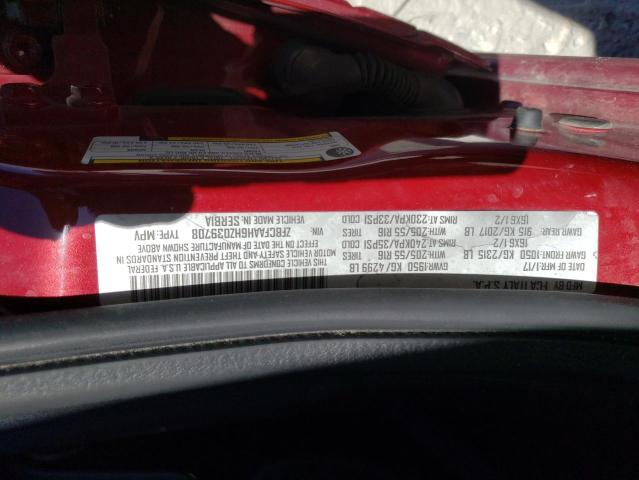 MFD BY: FCA ITALY S.P.A.
DATE OF MFR:1/17 GVWR:1950 KG/ 4299 LB
GAWR FRONT:1050 KG/2315 LB WITH:205/55 R16 TIRES
16X6 1/2 RIMS AT:240KPA/35PSI COLD
GAWR REAR: 915 KG/2017 LB WITH:205/55 R16 TIRES
16X6 1/2 RIMS AT:230KPA/33PSI COLD
THIS VEHICLE CONFORMS TO ALL APPLICABLE U.S.A. FEDERAL
MOTOR VEHICLE SAFETY, BUMPER AND THEFT PREVENTION STANDARDS IN
EFFECT ON THE DATE OF MANUFACTURE SHOWN ABOVE
VIN: ZFBCFAAH6HZ039708 TYPE:MPV
VEHICLE MADE IN SERBIA